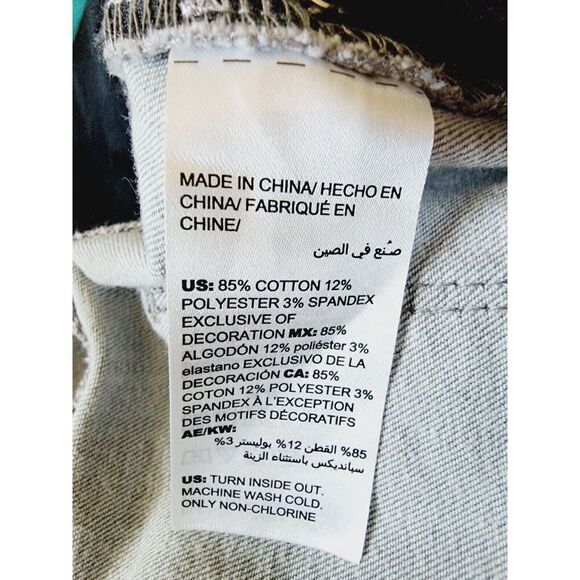 MADE IN CHINA/ HECHO EN
CHINA/ FABRIQUÉ EN
CHINE/
صُنع في الصين
US: 85% COTTON 12%
POLYESTER 3% SPANDEX
EXCLUSIVE OF
DECORATION MX: 85%
ALGODÓN 12% poliéster 3%
elastano EXCLUSIVO DE LA
DECORACIÓN CA: 85%
COTON 12% POLYESTER 3%
SPANDEX À L'EXCEPTION
DES MOTIFS DÉCORATIFS
AE/KW:
85% القطن 12% بوليستر 3%
سبانديكس باستثناء الزينة
US: TURN INSIDE OUT.
MACHINE WASH COLD.
ONLY NON-CHLORINE